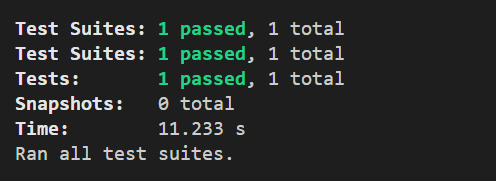 Test Suites: 1 passed, 1 total
Test Suites: 1 passed, 1 total
Tests:       1 passed, 1 total
Snapshots:   0 total
Time:        11.233 s
Ran all test suites.